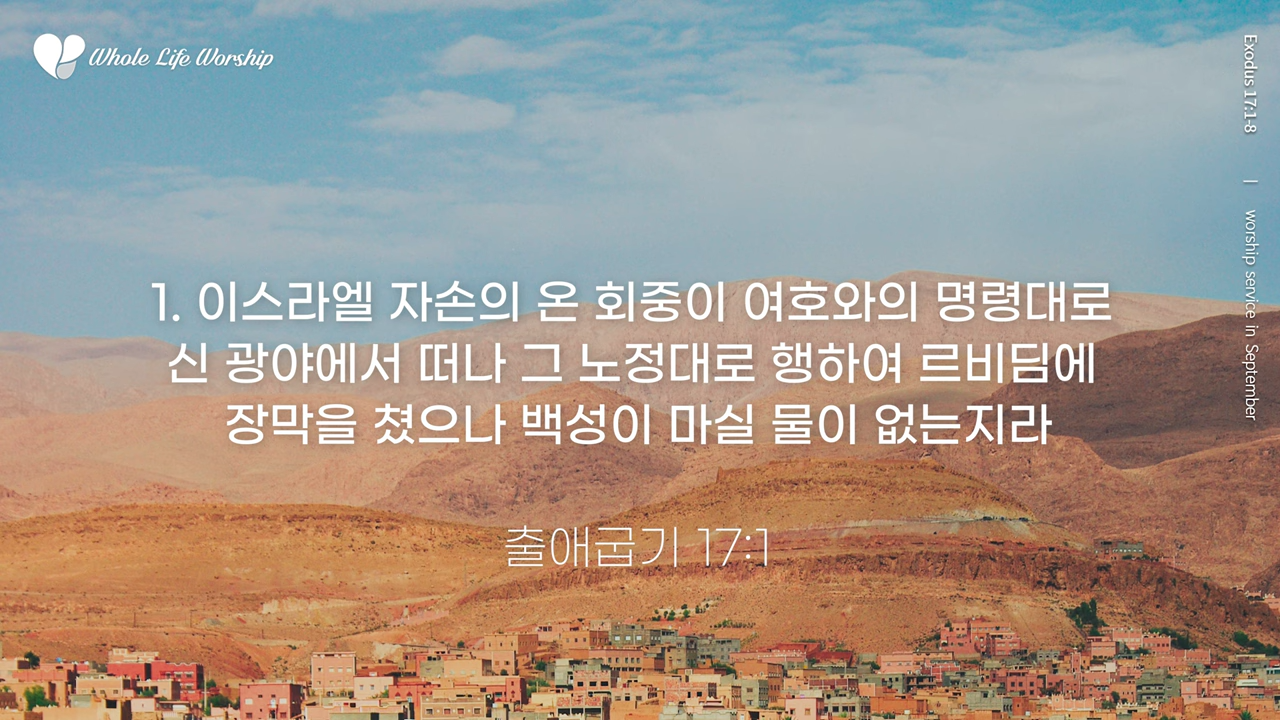 Whole Life Worship
1. 이스라엘 자손의 온 회중이 여호와의 명령대로
신 광야에서 떠나 그 노정대로 행하여 르비딤에
장막을 쳤으나 백성이 마실 물이 없는지라
출애굽기 17:1
Exodus 17:1-8 | worship service in September